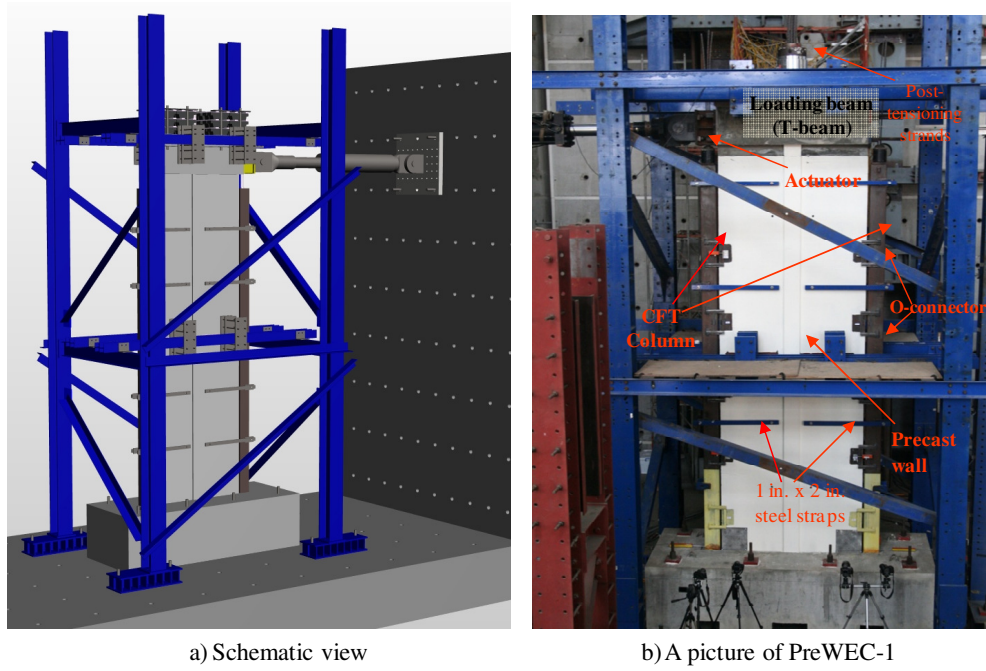 Post-
tensioning
strands
Loading beam
(T-beam)
Actuator
O-connector
CFT
Column
Precast
wall
1 in. x 2 in.
steel straps
a) Schematic view
b) A picture of PreWEC-1